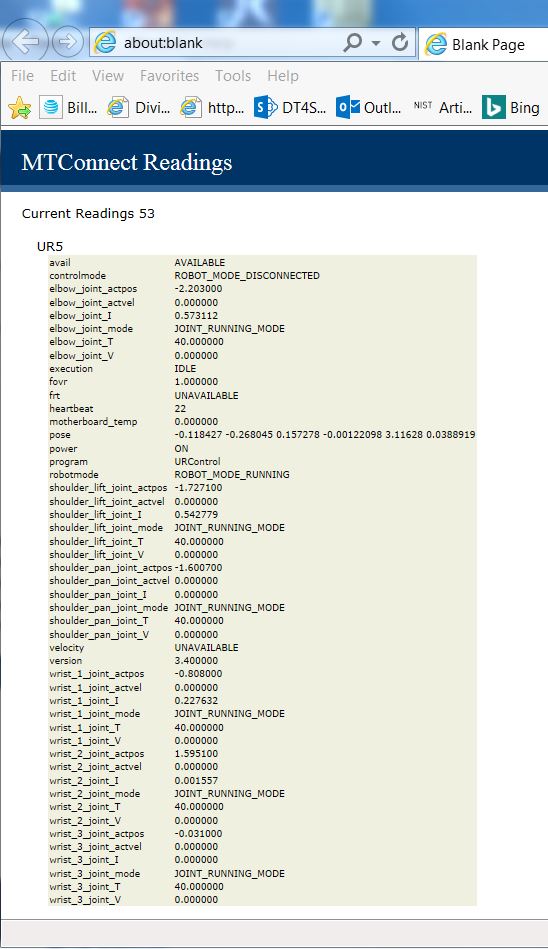 about:blank
Blank Page
File Edit View Favorites Tools Help
Bill... Divi... http... DT4S... Outl... NIST Arti... Bing
MTConnect Readings
Current Readings 53
UR5
avail AVAILABLE
controlmode ROBOT_MODE_DISCONNECTED
elbow_joint_actpos -2.203000
elbow_joint_actvel 0.000000
elbow_joint_I 0.573112
elbow_joint_mode JOINT_RUNNING_MODE
elbow_joint_T 40.000000
elbow_joint_V 0.000000
execution IDLE
fovr 1.000000
frt UNAVAILABLE
heartbeat 22
motherboard_temp 0.000000
pose -0.118427 -0.268045 0.157278 -0.00122098 3.11628 0.0388919
power ON
program URControl
robotmode ROBOT_MODE_RUNNING
shoulder_lift_joint_actpos -1.727100
shoulder_lift_joint_actvel 0.000000
shoulder_lift_joint_I 0.542779
shoulder_lift_joint_mode JOINT_RUNNING_MODE
shoulder_lift_joint_T 40.000000
shoulder_lift_joint_V 0.000000
shoulder_pan_joint_actpos -1.600700
shoulder_pan_joint_actvel 0.000000
shoulder_pan_joint_I 0.000000
shoulder_pan_joint_mode JOINT_RUNNING_MODE
shoulder_pan_joint_T 40.000000
shoulder_pan_joint_V 0.000000
velocity UNAVAILABLE
version 3.400000
wrist_1_joint_actpos -0.808000
wrist_1_joint_actvel 0.000000
wrist_1_joint_I 0.227632
wrist_1_joint_mode JOINT_RUNNING_MODE
wrist_1_joint_T 40.000000
wrist_1_joint_V 0.000000
wrist_2_joint_actpos 1.595100
wrist_2_joint_actvel 0.000000
wrist_2_joint_I 0.001557
wrist_2_joint_mode JOINT_RUNNING_MODE
wrist_2_joint_T 40.000000
wrist_2_joint_V 0.000000
wrist_3_joint_actpos -0.031000
wrist_3_joint_actvel 0.000000
wrist_3_joint_I 0.000000
wrist_3_joint_mode JOINT_RUNNING_MODE
wrist_3_joint_T 40.000000
wrist_3_joint_V 0.000000